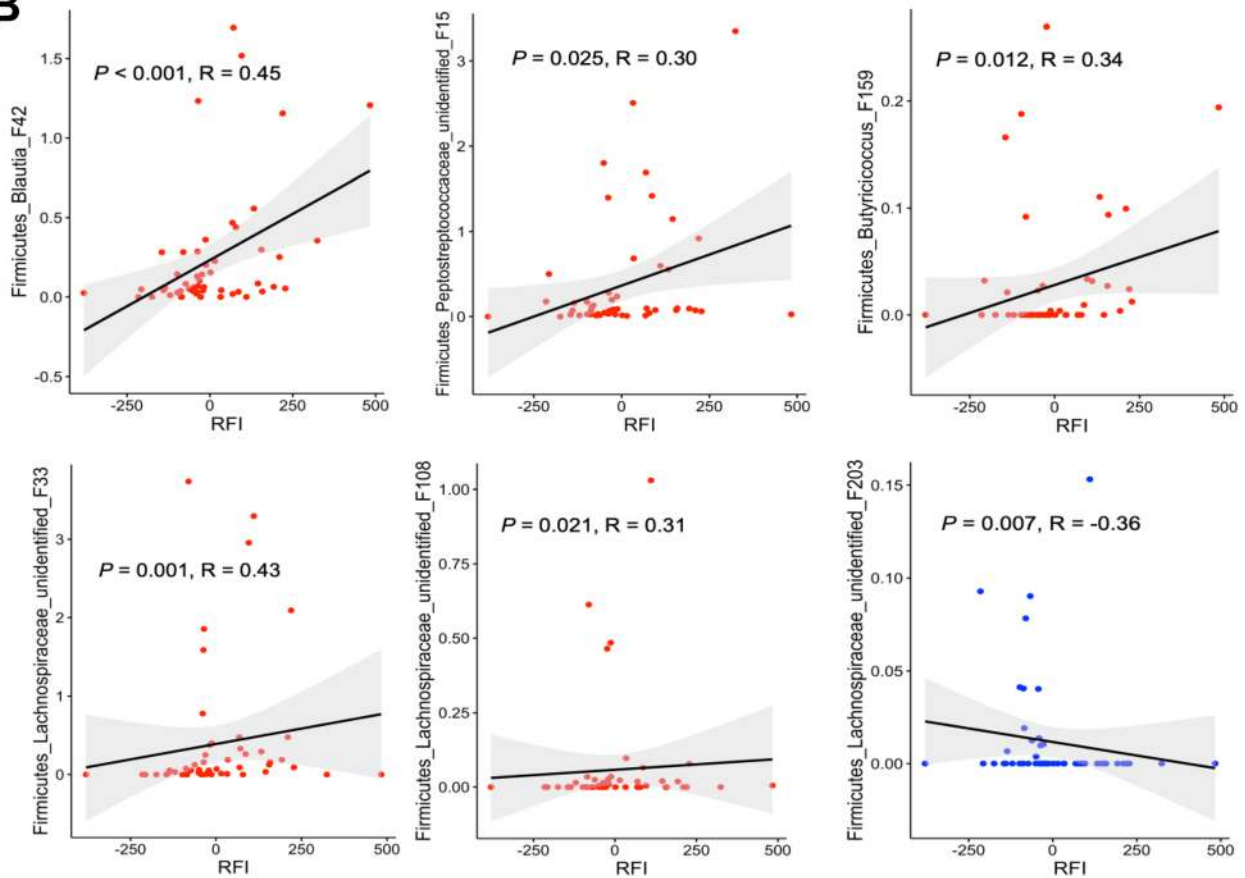 B
Firmicutes_Blautia_F42
P < 0.001, R = 0.45
1.5
1.0
0.5
0.0
-0.5
-250 0 250 500
RFI
Firmicutes_Peptostreptococcaceae_unidentified_F15
P = 0.025, R = 0.30
3
2
1
0
-250 0 250 500
RFI
Firmicutes_Butyricicoccus_F159
P = 0.012, R = 0.34
0.2
0.1
0.0
-250 0 250 500
RFI
Firmicutes_Lachnospiraceae_unidentified_F33
P = 0.001, R = 0.43
3
2
1
0
-250 0 250 500
RFI
Firmicutes_Lachnospiraceae_unidentified_F108
P = 0.021, R = 0.31
1.00
0.75
0.50
0.25
0.00
-250 0 250 500
RFI
Firmicutes_Lachnospiraceae_unidentified_F203
P = 0.007, R = -0.36
0.15
0.10
0.05
0.00
-250 0 250 500
RFI